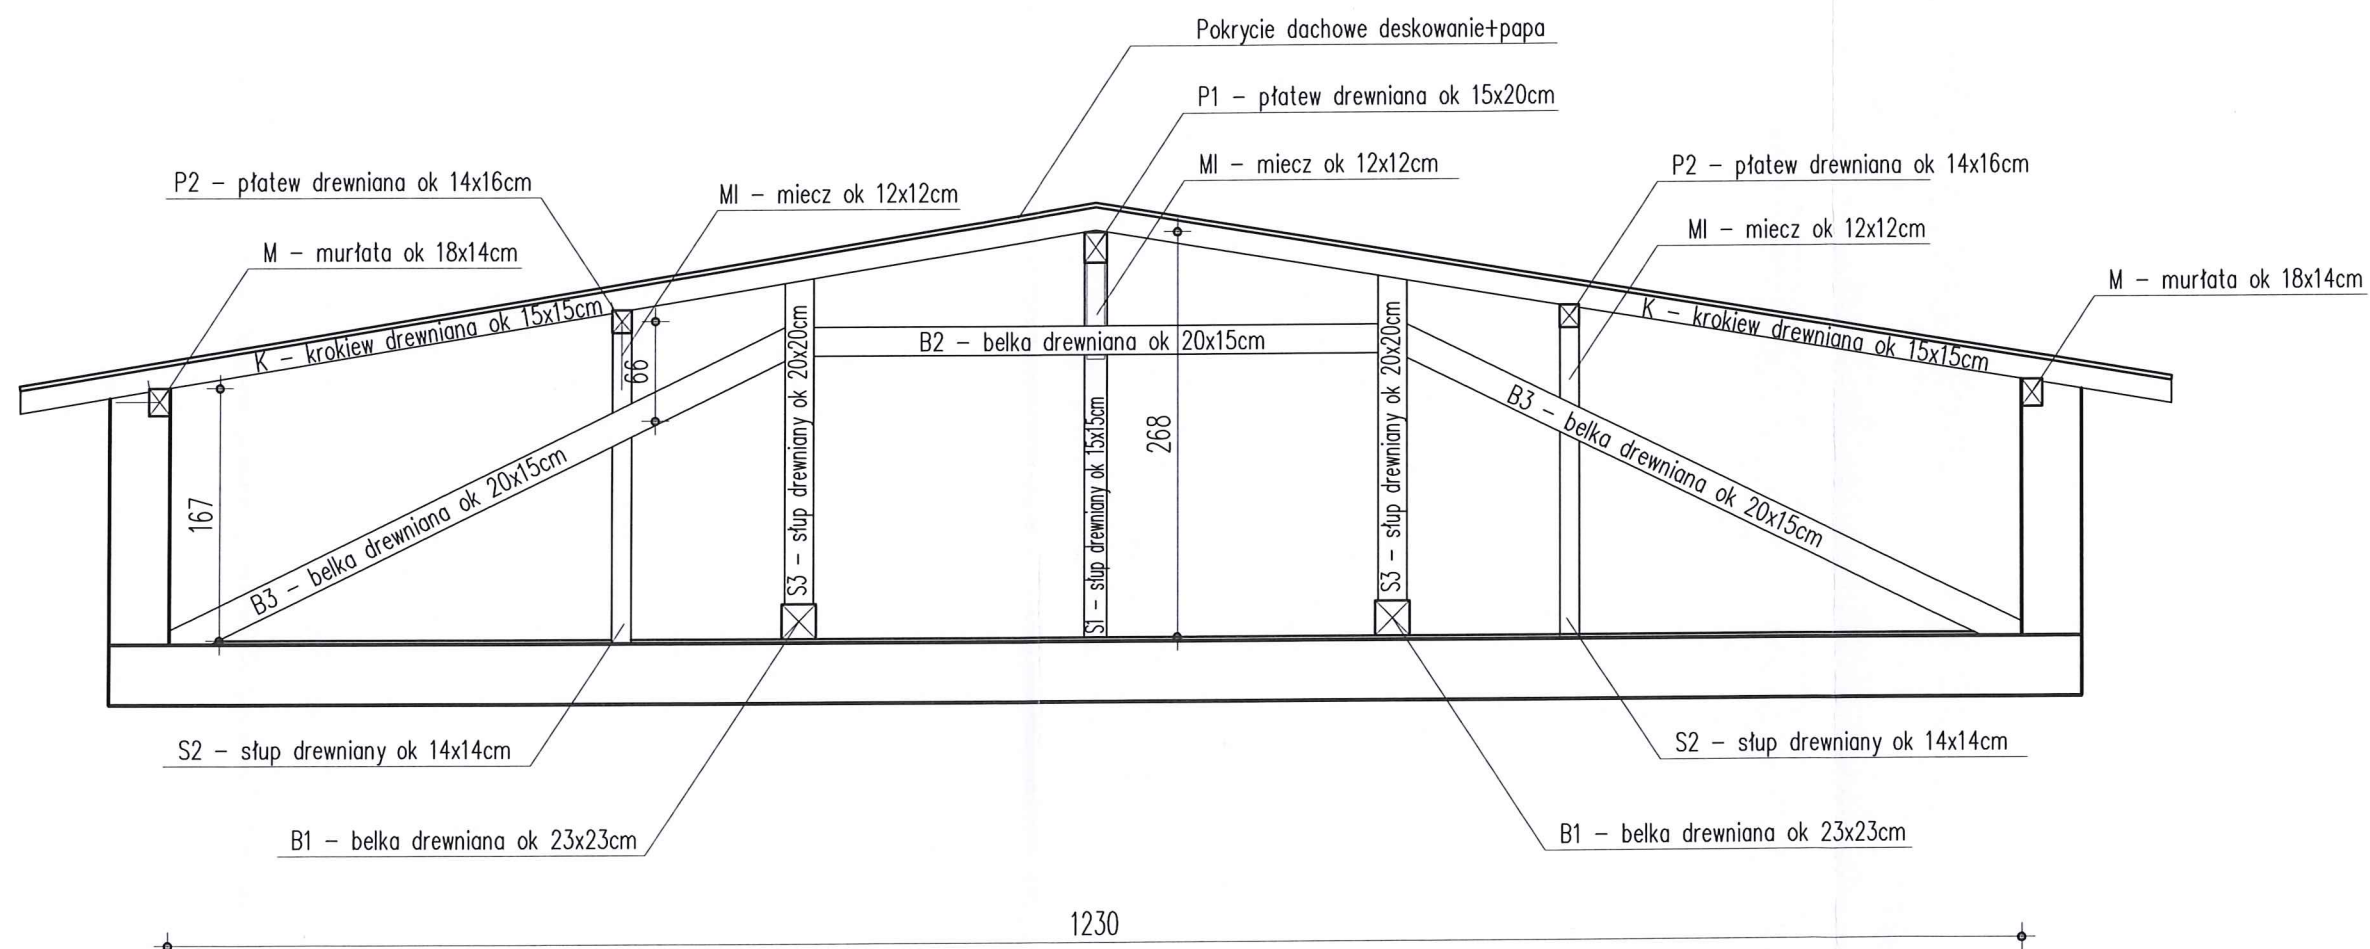 Pokrycie dachowe deskowanie+papa
P1 – płatew drewniana ok 15x20cm
MI – miecz ok 12x12cm
P2 – płatew drewniana ok 14x16cm
P2 – płatew drewniana ok 14x16cm
MI – miecz ok 12x12cm
MI – miecz ok 12x12cm
M – murłata ok 18x14cm
M – murłata ok 18x14cm
K – krokiew drewniana ok 15x15cm
K – krokiew drewniana ok 15x15cm
B2 – belka drewniana ok 20x15cm
66
167
268
B3 – belka drewniana ok 20x15cm
S3 – słup drewniany ok 20x20cm
S1 – słup drewniany ok 15x15cm
S3 – słup drewniany ok 20x20cm
B3 – belka drewniana ok 20x15cm
S2 – słup drewniany ok 14x14cm
S2 – słup drewniany ok 14x14cm
B1 – belka drewniana ok 23x23cm
B1 – belka drewniana ok 23x23cm
1230